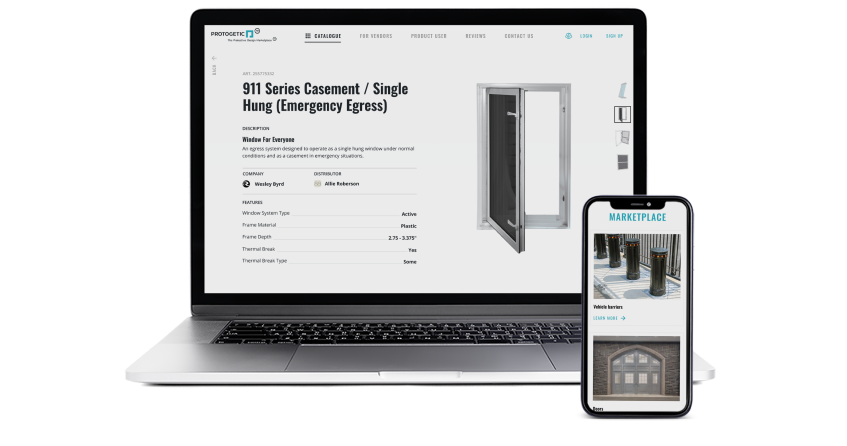 PROTOGETIC
The Protective Design Marketplace
CATALOGUE
FOR VENDORS
PRODUCT USER
REVIEWS
CONTACT US
LOGIN
SIGN UP
BACK
911 Series Casement / Single
Hung (Emergency Egress)
DESCRIPTION
Window For Everyone
An egress system designed to operate as a single hung window under normal
conditions and as a casement in emergency situations.
COMPANY DISTRIBUTOR
Wesley Byrd Allie Roberson
FEATURES
Window System Type Active
Frame Material Plastic
Frame Depth 2.75 - 3.375"
Thermal Break Yes
Thermal Break Type Some
MARKETPLACE
Vehicle barriers
LEARN MORE
Doors